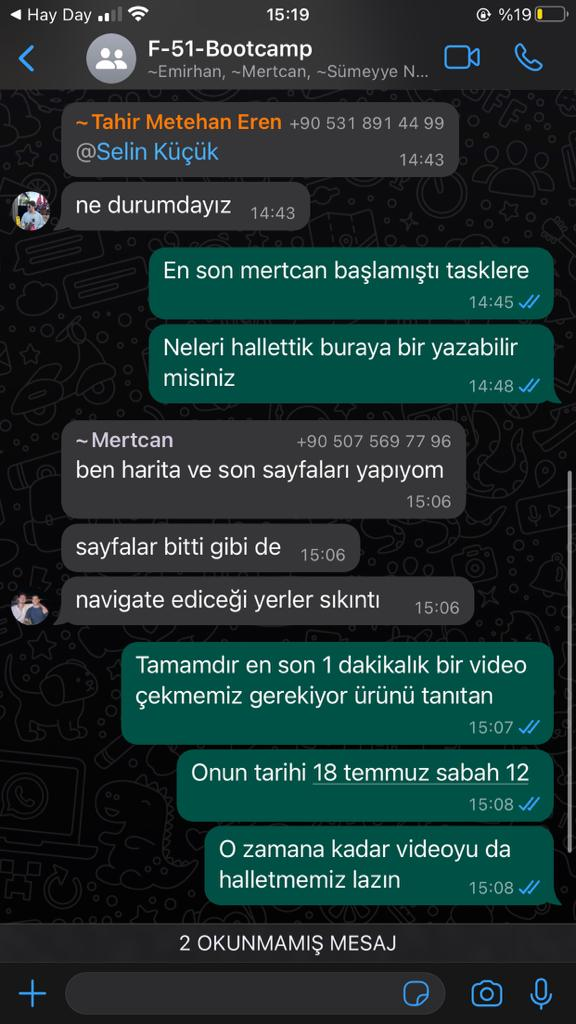 ◀ Hay Day 15:19 %19
F-51-Bootcamp
~Emirhan, ~Mertcan, ~Sümeyye N...
~Tahir Metehan Eren +90 531 891 44 99
@Selin Küçük 14:43
ne durumdayız 14:43
En son mertcan başlamıştı tasklere
14:45
Neleri hallettik buraya bir yazabilir
misiniz 14:48
~Mertcan +90 507 569 77 96
ben harita ve son sayfaları yapıyom
15:06
sayfalar bitti gibi de 15:06
navigate ediceği yerler sıkıntı 15:06
Tamamdır en son 1 dakikalık bir video
çekmemiz gerekiyor ürünü tanıtan
15:07
Onun tarihi 18 temmuz sabah 12
15:08
O zamana kadar videoyu da
halletmemiz lazın 15:08
2 OKUNMAMIŞ MESAJ